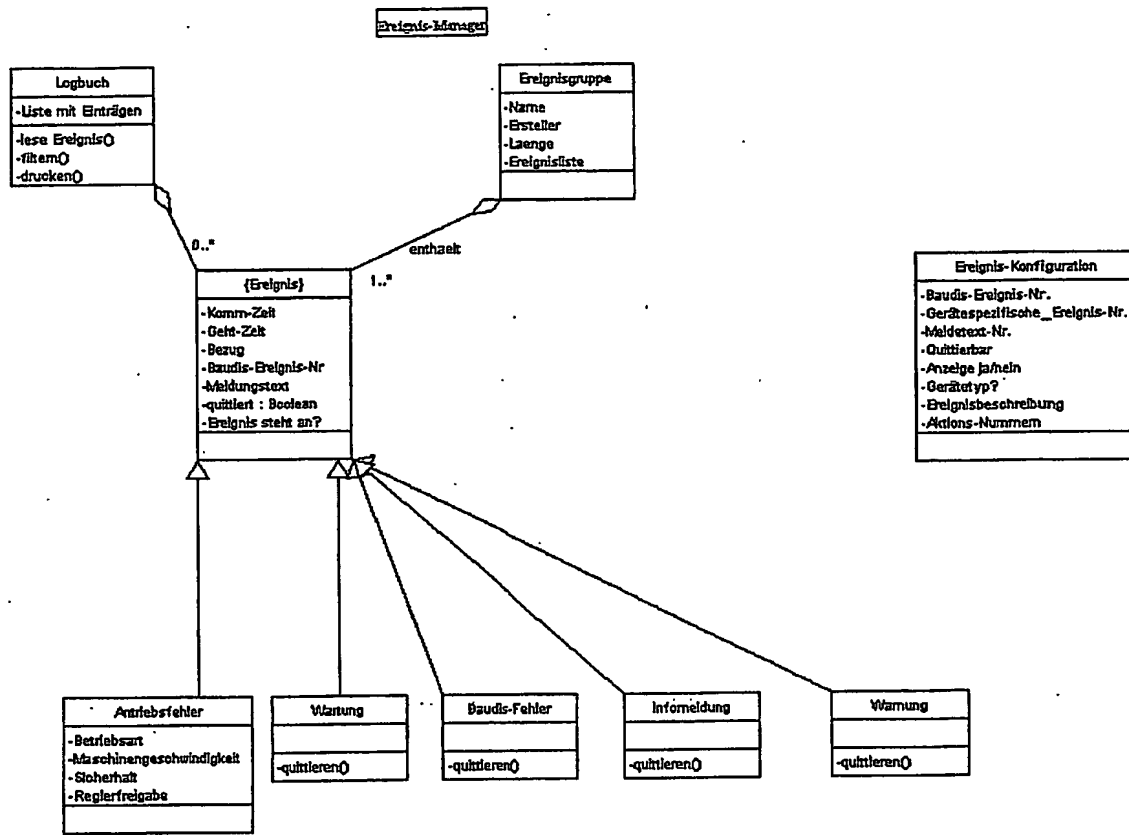 Ereignis-Manager
Logbuch
-Liste mit Einträgen
-lese Ereignis()
-filtern()
-drucken()
Ereignisgruppe
-Name
-Ersteller
-Laenge
-Ereignisliste
0..*
enthaelt
1..*
{Ereignis}
-Komm-Zeit
-Geht-Zeit
-Bezug
-Baudis-Ereignis-Nr
-Meldungstext
-quittiert : Boolean
-Ereignis steht an?
Ereignis-Konfiguration
-Baudis-Ereignis-Nr.
-Gerätespezifische_Ereignis-Nr.
-Meldetext-Nr.
-Quittierbar
-Anzeige ja/nein
-Gerätetyp?
-Ereignisbeschreibung
-Aktions-Nummern
Antriebsfehler
-Betriebsart
-Maschinengeschwindigkeit
-Sicherheit
-Reglerfreigabe
Wartung
-quittieren()
Baudis-Fehler
-quittieren()
Infomeldung
-quittieren()
Warnung
-quittieren()